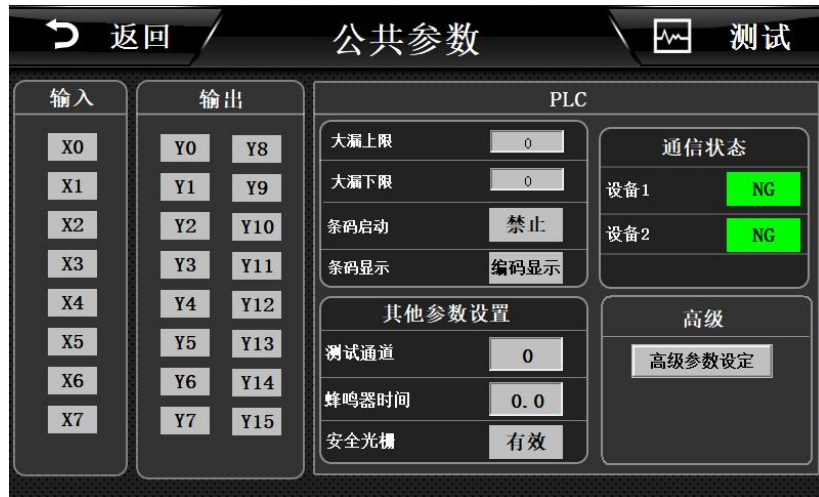 返回
公共参数
测试
输入
X0
X1
X2
X3
X4
X5
X6
X7
输出
Y0 Y8
Y1 Y9
Y2 Y10
Y3 Y11
Y4 Y12
Y5 Y13
Y6 Y14
Y7 Y15
PLC
大漏上限 0
大漏下限 0
条码启动 禁止
条码显示 编码显示
其他参数设置
测试通道 0
蜂鸣器时间 0.0
安全光栅 有效
通信状态
设备1 NG
设备2 NG
高级
高级参数设定